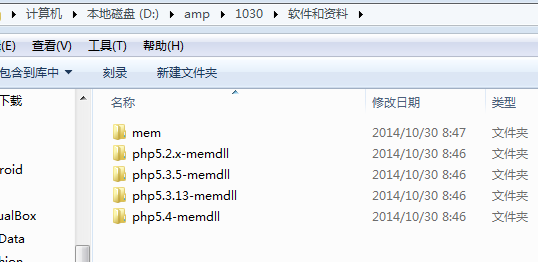 计算机 本地磁盘 (D:) amp 1030 软件和资料
(E) 查看(V) 工具(T) 帮助(H)
包含到库中 刻录 新建文件夹
名称 修改日期 类型
下载
mem 2014/10/30 8:47 文件夹
php5.2.x-memdll 2014/10/30 8:46 文件夹
roid php5.3.5-memdll 2014/10/30 8:46 文件夹
php5.3.13-memdll 2014/10/30 8:46 文件夹
ualBox php5.4-memdll 2014/10/30 8:46 文件夹
Data